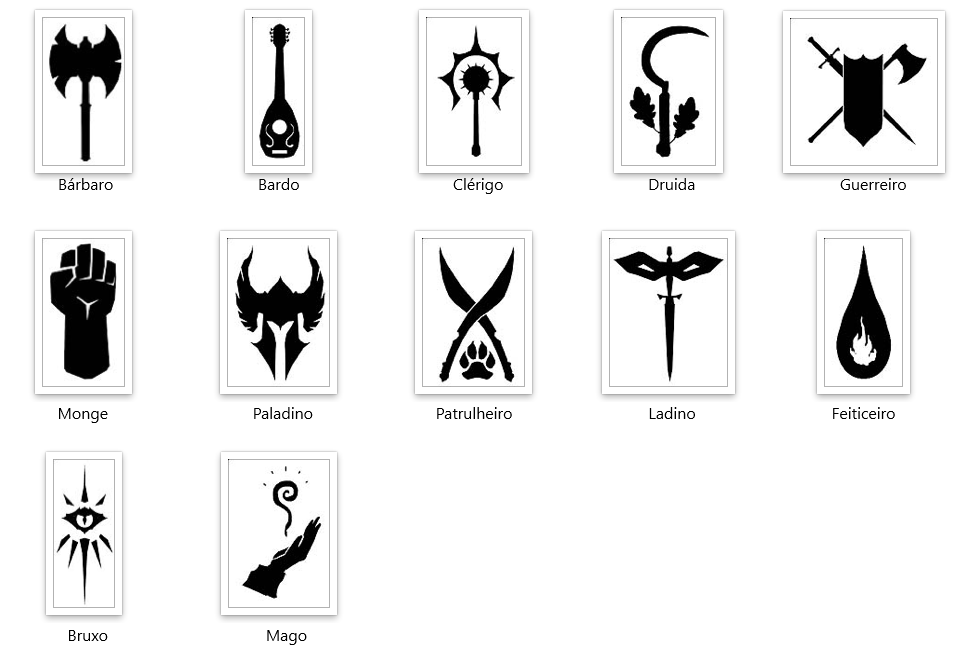 Bárbaro
Bardo
Clérigo
Druida
Guerreiro
Monge
Paladino
Patrulheiro
Ladino
Feiticeiro
Bruxo
Mago